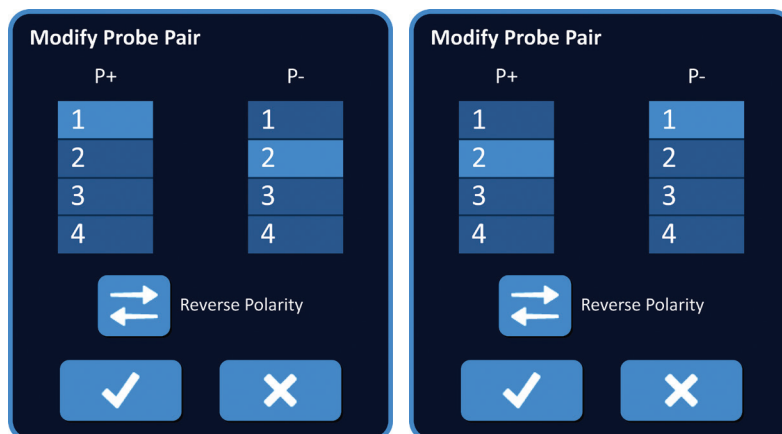 Modify Probe Pair
P+ P-
1 1
2 2
3 3
4 4
Reverse Polarity
Modify Probe Pair
P+ P-
1 1
2 2
3 3
4 4
Reverse Polarity